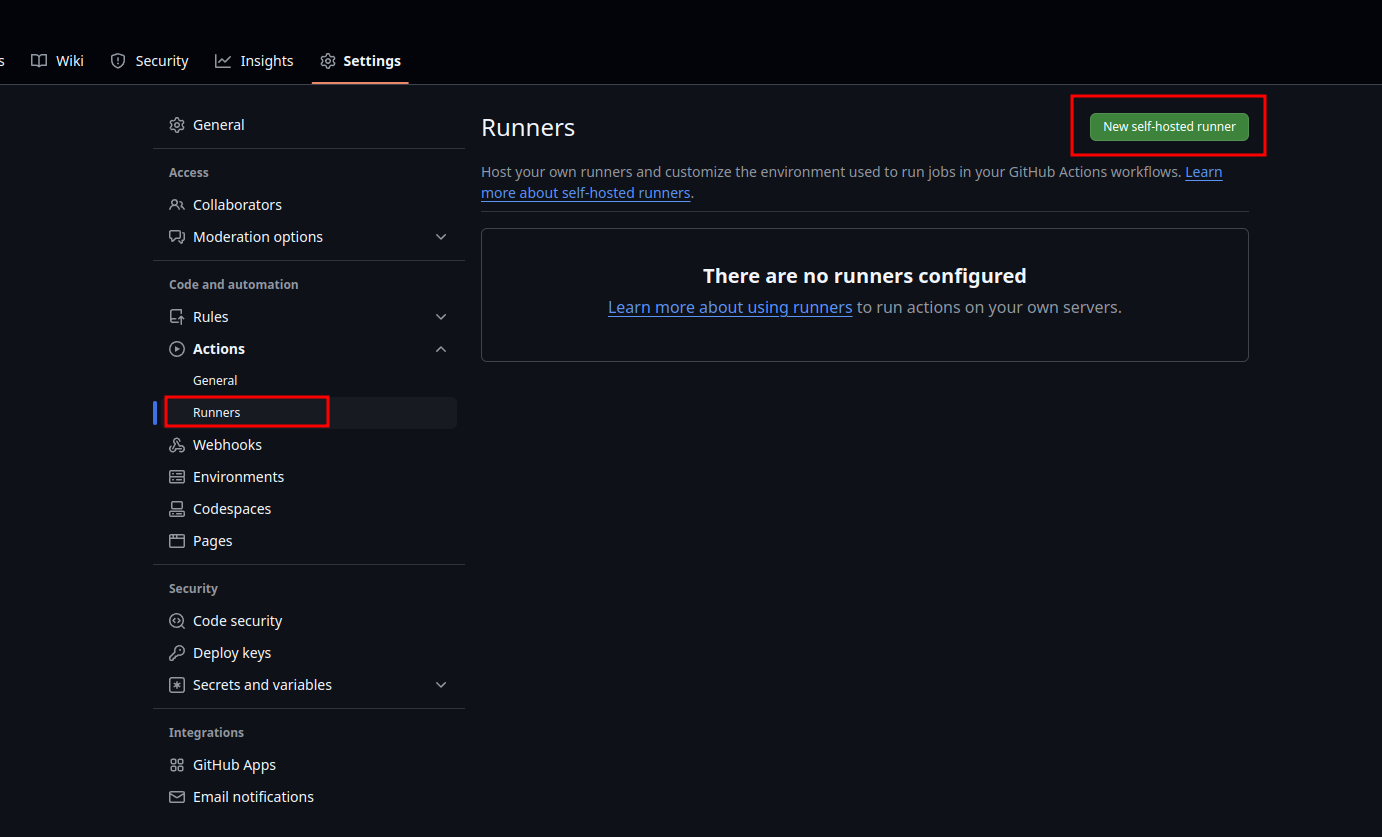 s Wiki Security Insights Settings
General
Access
Collaborators
Moderation options
Code and automation
Rules
Actions
General
Runners
Webhooks
Environments
Codespaces
Pages
Security
Code security
Deploy keys
Secrets and variables
Integrations
GitHub Apps
Email notifications
Runners
New self-hosted runner
Host your own runners and customize the environment used to run jobs in your GitHub Actions workflows. Learn
more about self-hosted runners.
There are no runners configured
Learn more about using runners to run actions on your own servers.